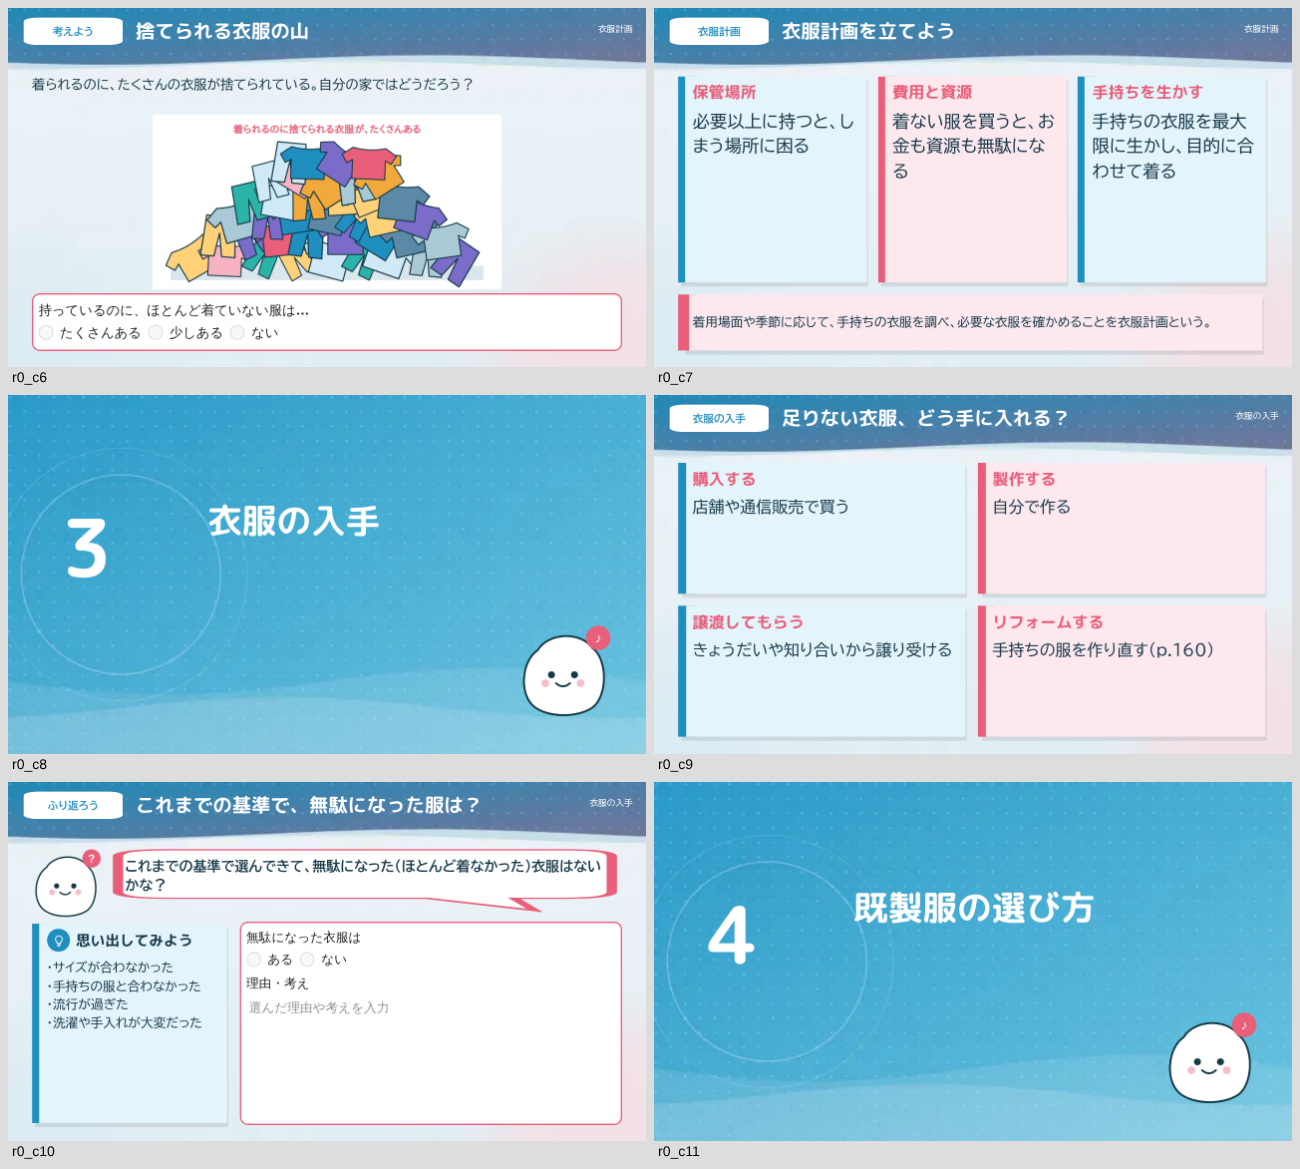 考えよう
捨てられる衣服の山
衣服計画
着られるのに、たくさんの衣服が捨てられている。自分の家ではどうだろう？
着られるのに捨てられる衣服が、たくさんある
持っているのに、ほとんど着ていない服は…
たくさんある 少しある ない
r0_c6
衣服計画
衣服計画を立てよう
衣服計画
保管場所
必要以上に持つと、し
まう場所に困る
費用と資源
着ない服を買うと、お
金も資源も無駄にな
る
手持ちを生かす
手持ちの衣服を最大
限に生かし、目的に合
わせて着る
着用場面や季節に応じて、手持ちの衣服を調べ、必要な衣服を確かめることを衣服計画という。
r0_c7
3
衣服の入手
♪
r0_c8
衣服の入手
足りない衣服、どう手に入れる？
衣服の入手
購入する
店舗や通信販売で買う
製作する
自分で作る
譲渡してもらう
きょうだいや知り合いから譲り受ける
リフォームする
手持ちの服を作り直す(p.160)
r0_c9
ふり返ろう
これまでの基準で、無駄になった服は？
衣服の入手
?
これまでの基準で選んできて、無駄になった(ほとんど着なかった)衣服はない
かな？
思い出してみよう
・サイズが合わなかった
・手持ちの服と合わなかった
・流行が過ぎた
・洗濯や手入れが大変だった
無駄になった衣服は
ある ない
理由・考え
選んだ理由や考えを入力
r0_c10
4
既製服の選び方
♪
r0_c11